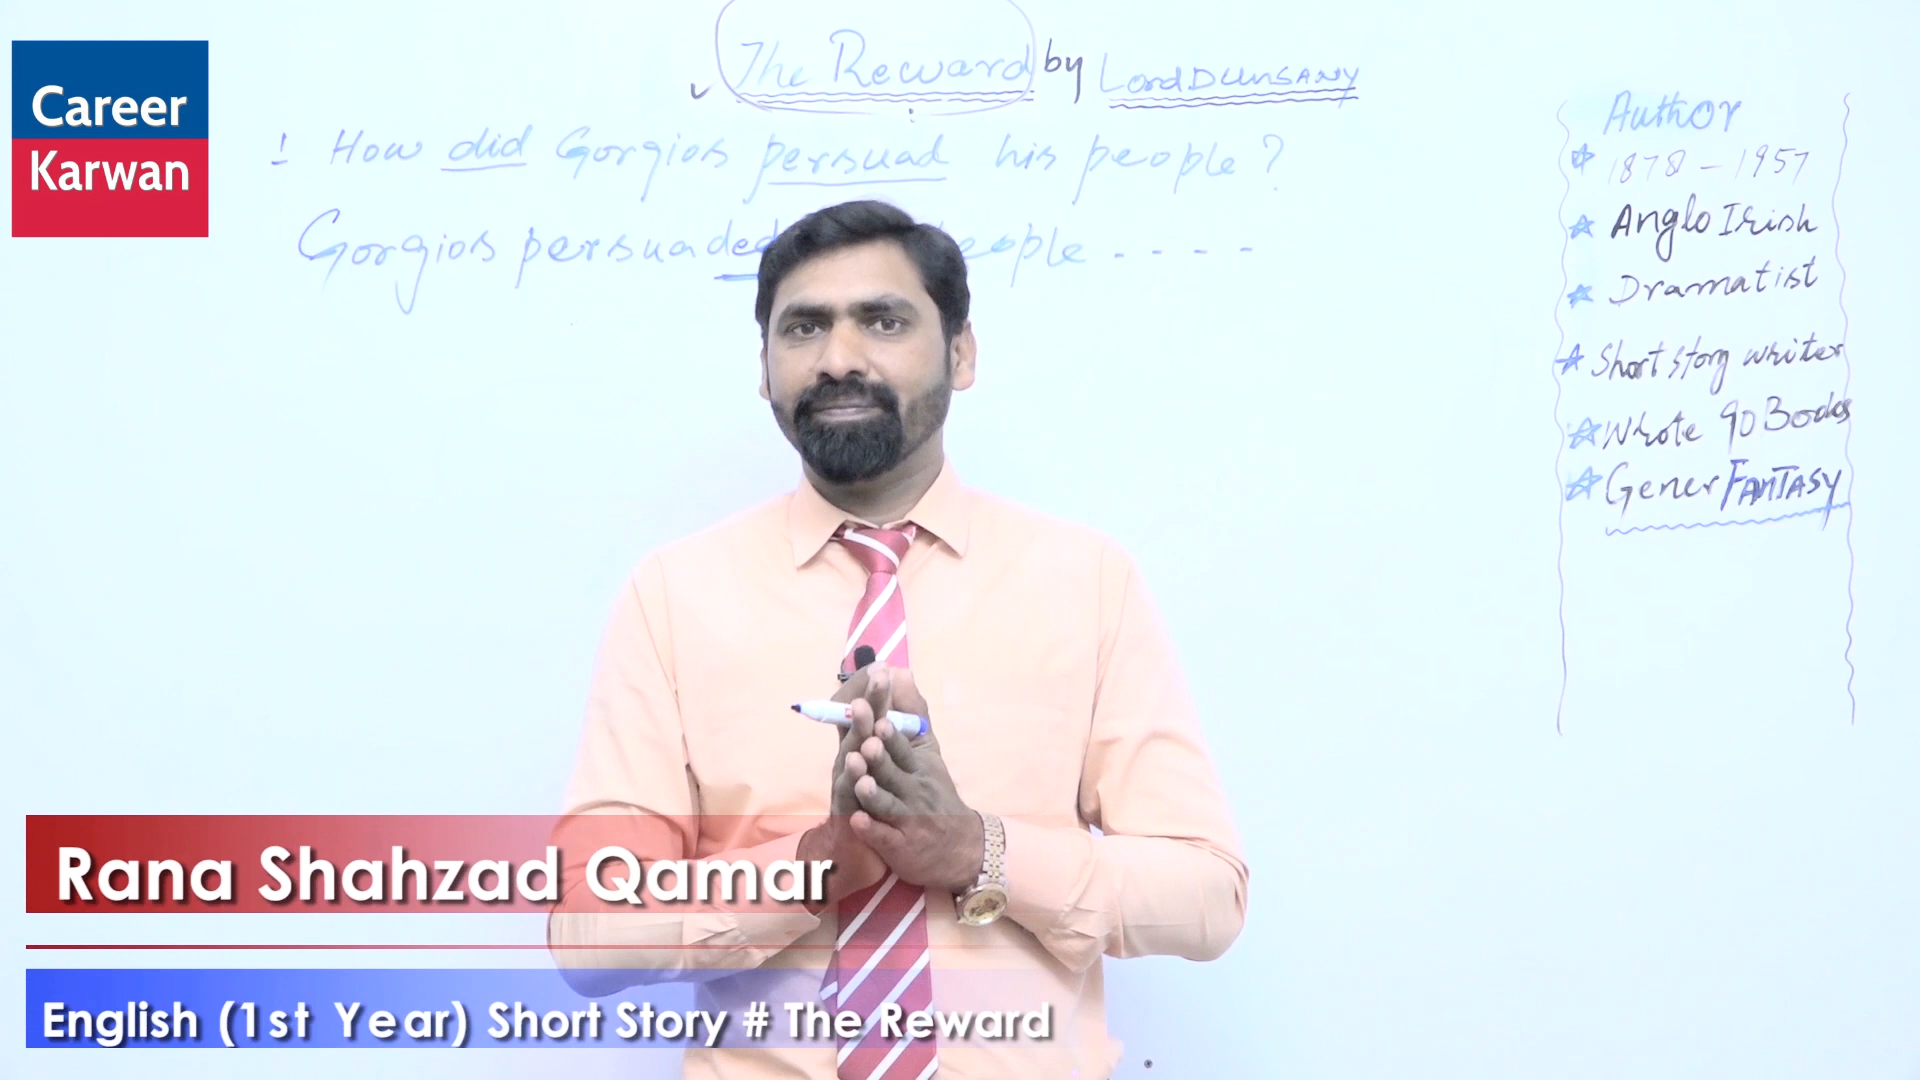 Career
Karwan
The Reward by Lord DUNSANY
1 How did Gorgios persuad his people?
Gorgios persuaded eople - - - -
Author
1878 - 1957
Anglo Irish
Dramatist
Short story writer
Wrote 90 Books
Gener FANTASY
Rana Shahzad Qamar
English (1st Year) Short Story # The Reward